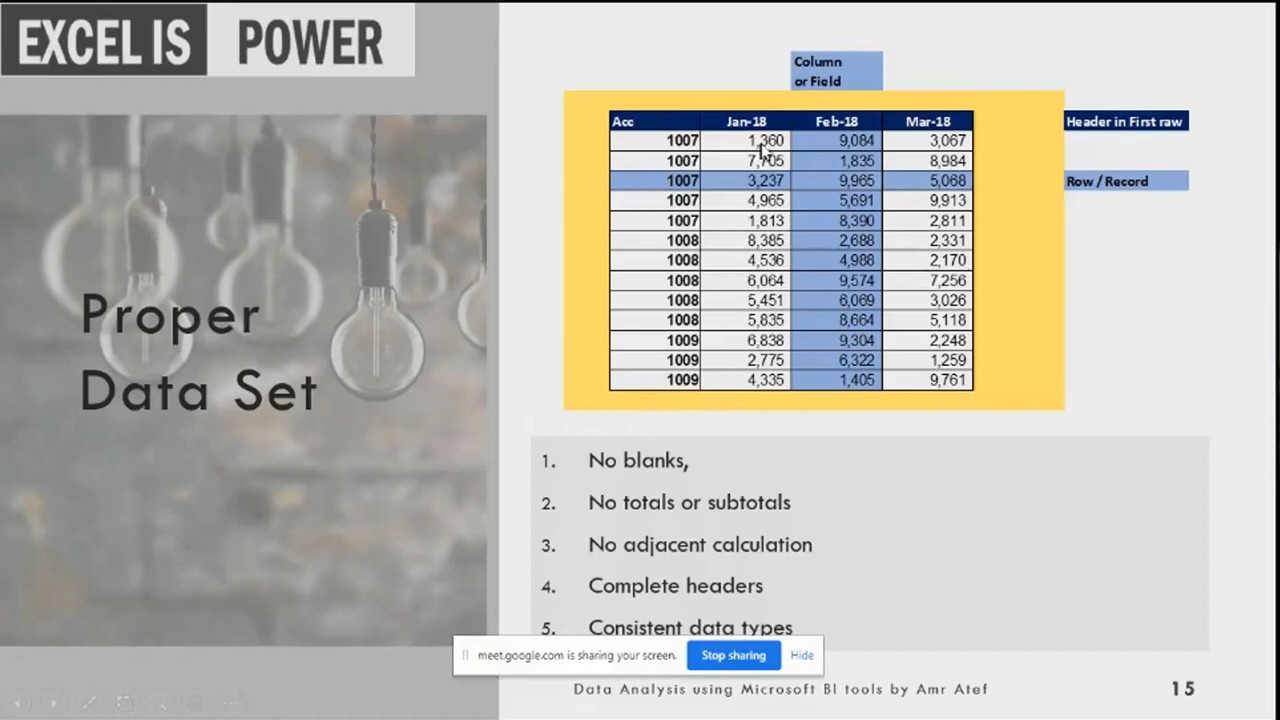 EXCEL IS POWER
Column
or Field
Acc Jan-18 Feb-18 Mar-18
Header in First raw
1007 1,360 9,084 3,067
1007 7,705 1,835 8,984
1007 3,237 9,965 5,068
Row / Record
1007 4,965 5,691 9,913
1007 1,813 8,390 2,811
1008 8,385 2,688 2,331
1008 4,536 4,988 2,170
1008 6,064 9,574 7,256
1008 5,451 6,069 3,026
1008 5,835 8,664 5,118
1009 6,838 9,304 2,248
1009 2,775 6,322 1,259
1009 4,335 1,405 9,761
Proper
Data Set
1. No blanks,
2. No totals or subtotals
3. No adjacent calculation
4. Complete headers
5. Consistent data types
meet.google.com is sharing your screen. Stop sharing Hide
Data Analysis using Microsoft BI tools by Amr Atef 15